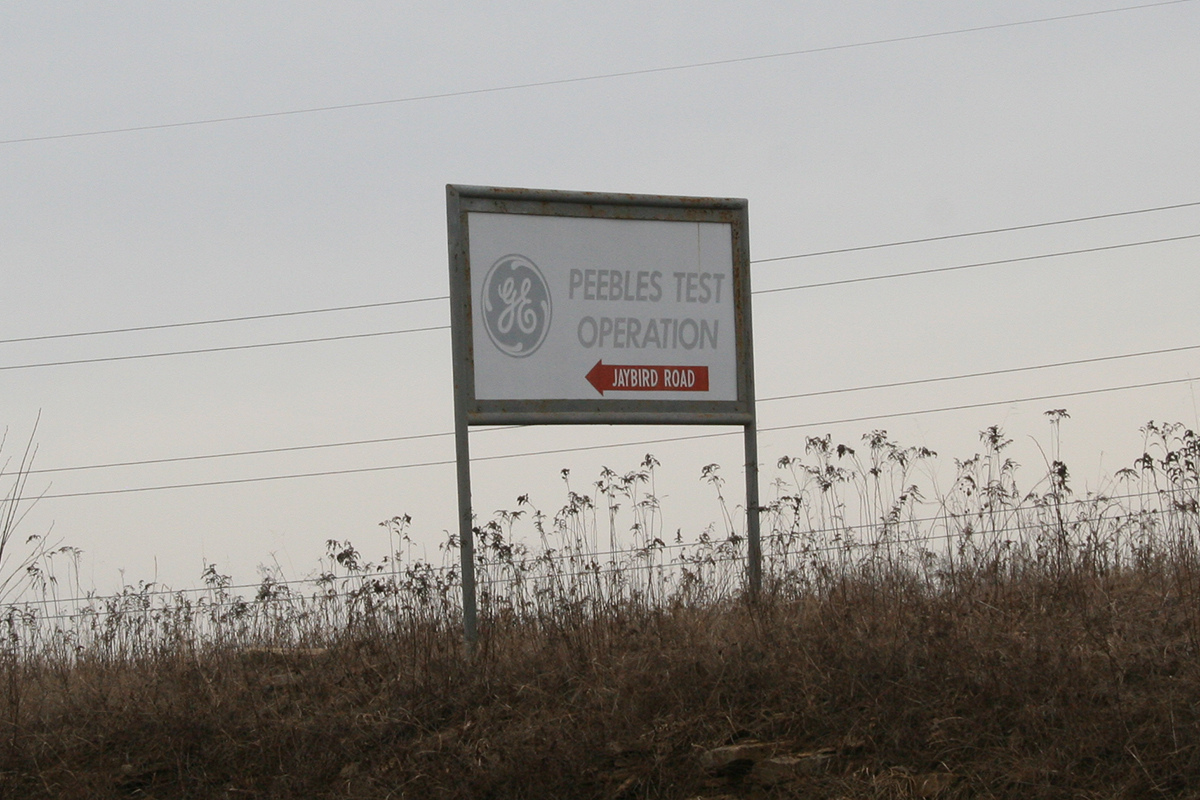 GE
PEEBLES TEST
OPERATION
JAYBIRD ROAD